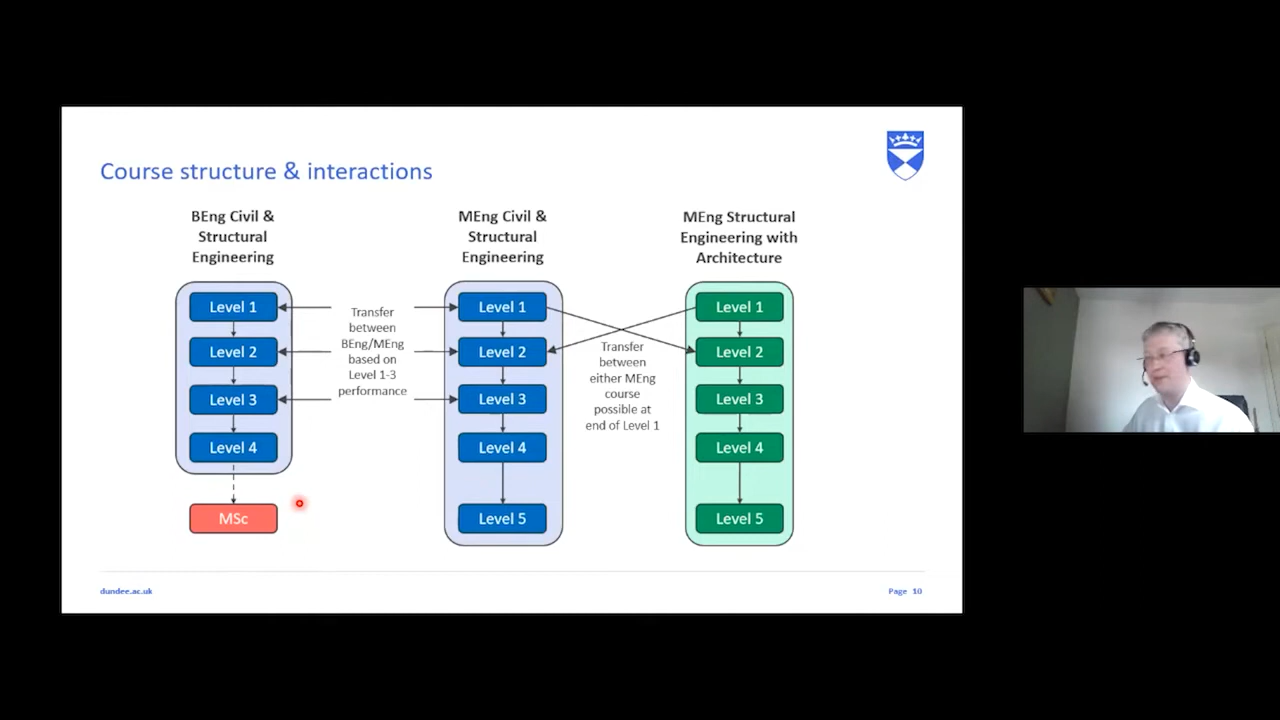 Course structure & interactions
BEng Civil &
Structural
Engineering
MEng Civil &
Structural
Engineering
MEng Structural
Engineering with
Architecture
Level 1
Level 2
Level 3
Level 4
MSc
Transfer
between
BEng/MEng
based on
Level 1-3
performance
Level 1
Level 2
Level 3
Level 4
Level 5
Transfer
between
either MEng
course
possible at
end of Level 1
Level 1
Level 2
Level 3
Level 4
Level 5
dundee.ac.uk
Page 10